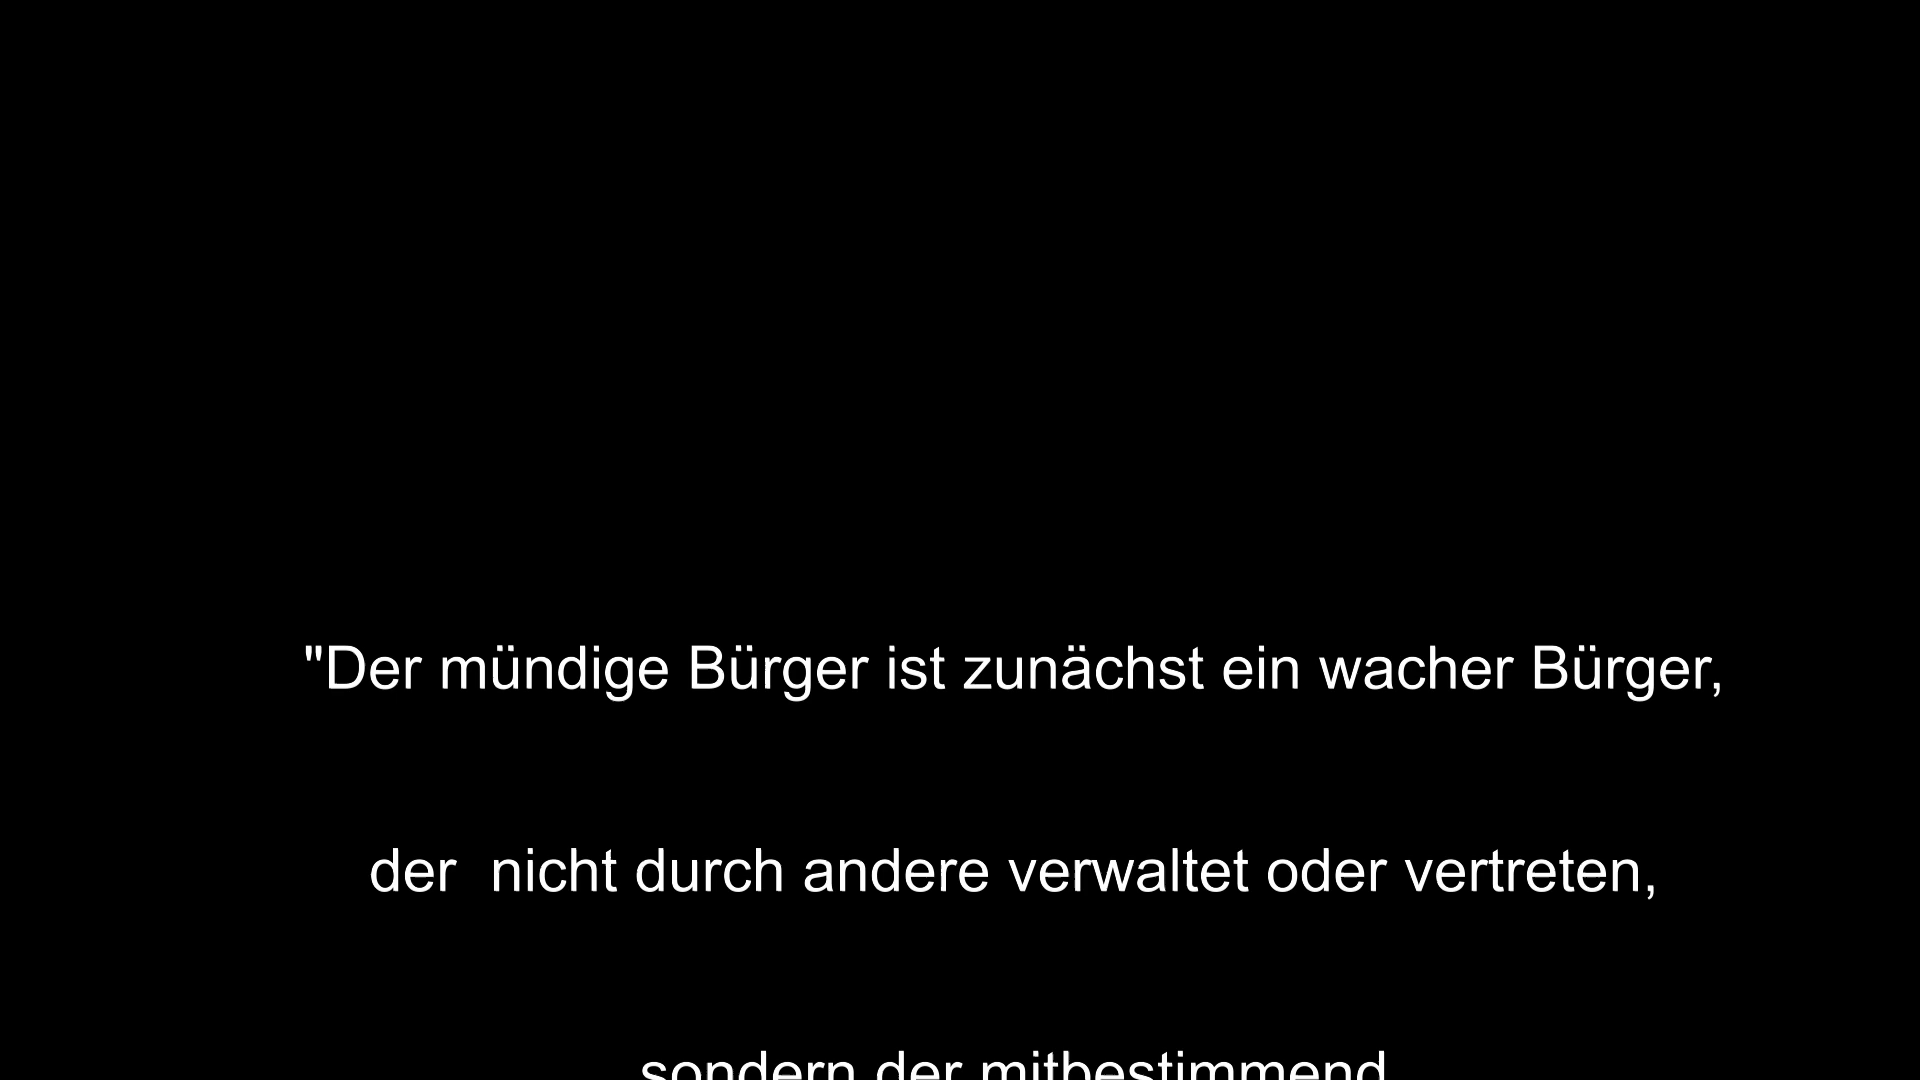 "Der mündige Bürger ist zunächst ein wacher Bürger,
der  nicht durch andere verwaltet oder vertreten,
sondern der mitbestimmend